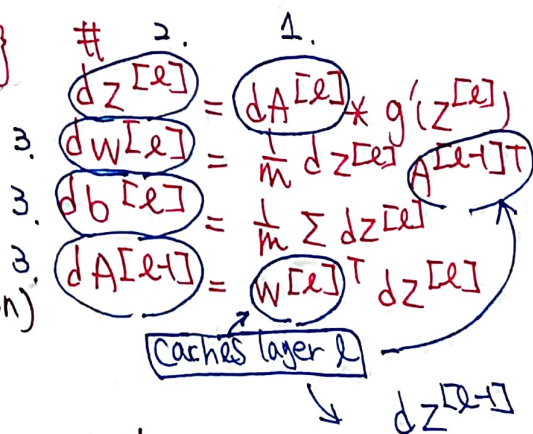 } # 2. 1.
dz[l] = dA[l] * g'(z[l])
3. dw[l] = 1/m dz[l] A[l-1]T
3. db[l] = 1/m Σ dz[l]
3. dA[l-1] = w[l]T dz[l]
n)
caches layer l
dz[l-1]